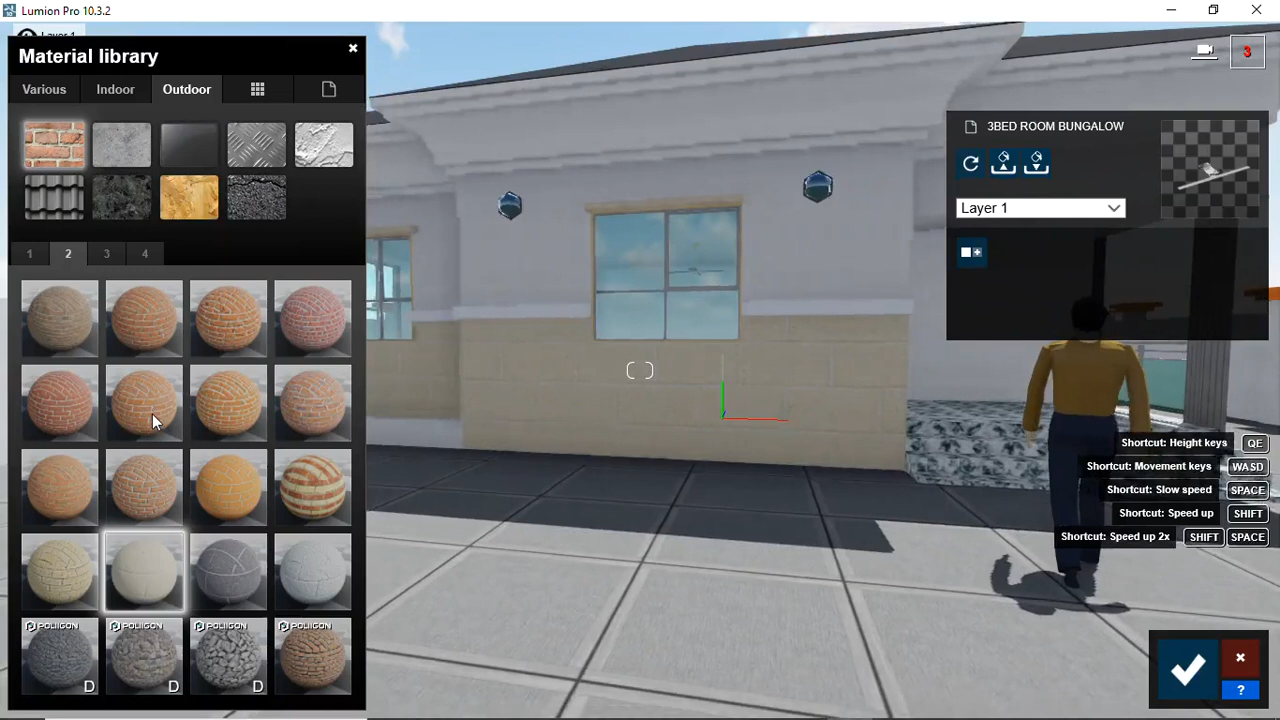 Lumion Pro 10.3.2
Layer 1
Material library
Various
Indoor
Outdoor
1
2
3
4
POLIIGON
D
POLIIGON
D
POLIIGON
D
POLIIGON
3
3BED ROOM BUNGALOW
Layer 1
Shortcut: Height keys QE
Shortcut: Movement keys WASD
Shortcut: Slow speed SPACE
Shortcut: Speed up SHIFT
Shortcut: Speed up 2x SHIFT SPACE
?